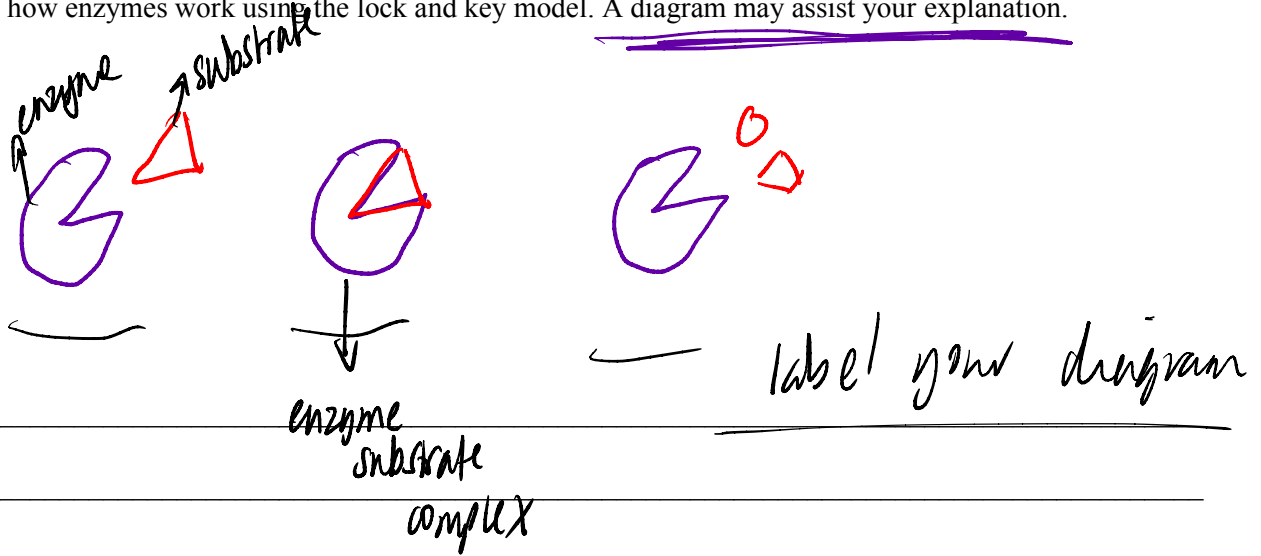 how enzymes work using the lock and key model. A diagram may assist your explanation.
substrate
enzyme
label your diagram
enzyme
substrate
complex